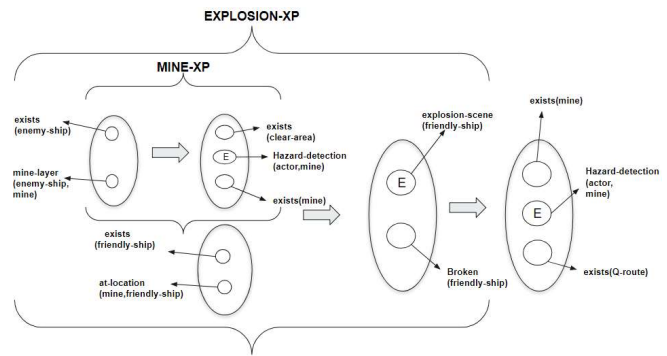 EXPLOSION-XP
MINE-XP
exists
(enemy-ship)
mine-layer
(enemy-ship,
mine)
exists
(clear-area)
E
Hazard-detection
(actor,mine)
exists(mine)
exists
(friendly-ship)
at-location
(mine,friendly-ship)
explosion-scene
(friendly-ship)
E
Broken
(friendly-ship)
exists(mine)
Hazard-detection
(actor,
mine)
E
exists(Q-route)